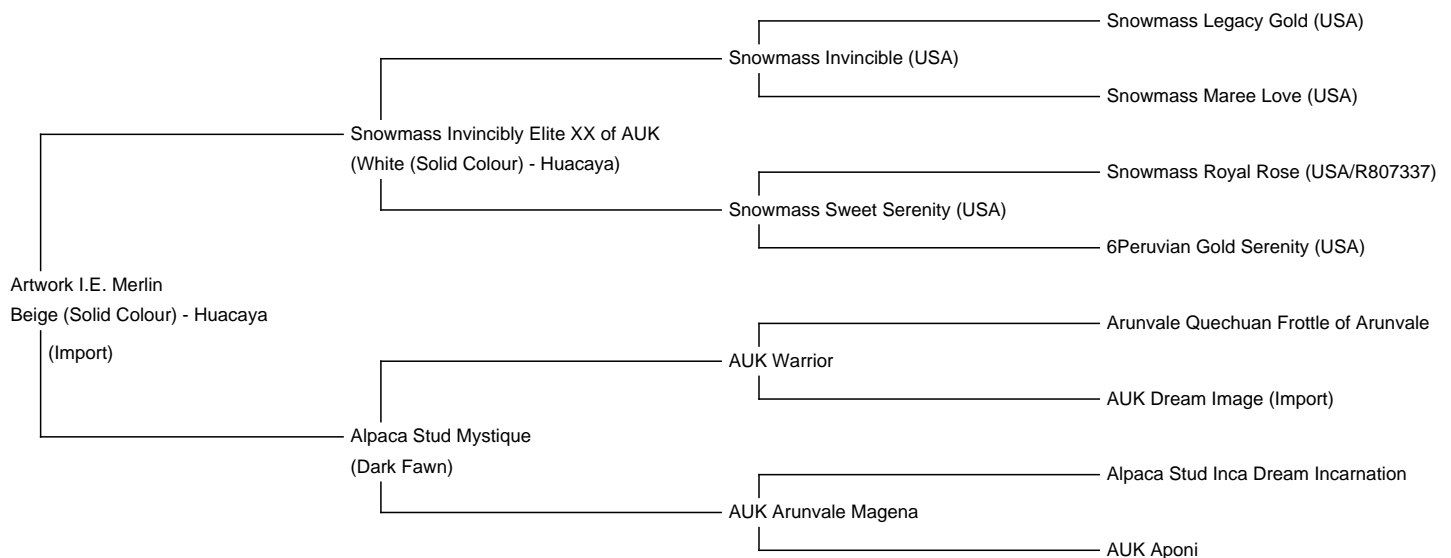 Snowmass Legacy Gold (USA)
Snowmass Invincible (USA)
Snowmass Maree Love (USA)
Snowmass Invincibly Elite XX of AUK
(White (Solid Colour) - Huacaya)
Snowmass Royal Rose (USA/R807337)
Snowmass Sweet Serenity (USA)
6Peruvian Gold Serenity (USA)
Artwork I.E. Merlin
Beige (Solid Colour) - Huacaya
(Import)
Arunvale Quechuan Frottle of Arunvale
AUK Warrior
AUK Dream Image (Import)
Alpaca Stud Mystique
(Dark Fawn)
Alpaca Stud Inca Dream Incarnation
AUK Arunvale Magena
AUK Aponi